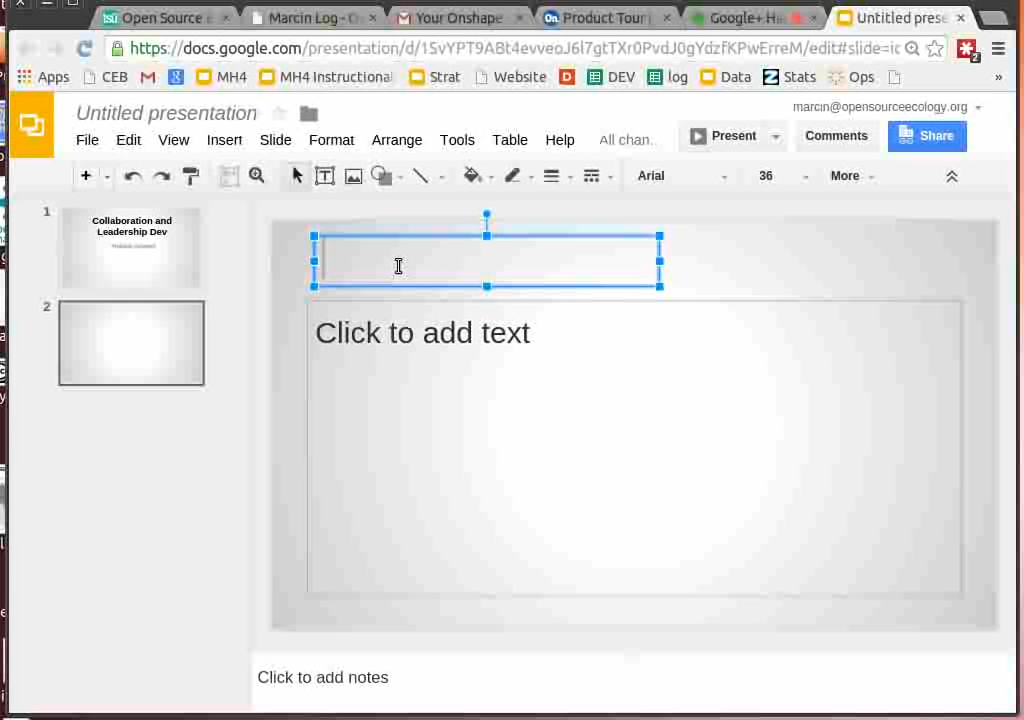 Open Source e
Marcin Log - O
Your Onshape
Product Tour
Google+ Ha
Untitled prese
https://docs.google.com/presentation/d/1SvYPT9ABt4evveoJ6l7gtTXr0PvdJ0gYdzfKPwErreM/edit#slide=ic
Apps CEB MH4 MH4 Instructional Strat Website DEV log Data Stats Ops »
Untitled presentation
marcin@opensourceecology.org
File Edit View Insert Slide Format Arrange Tools Table Help All chan...
Present Comments Share
Arial 36 More
1
Collaboration and
Leadership Dev
2
Click to add text
Click to add notes